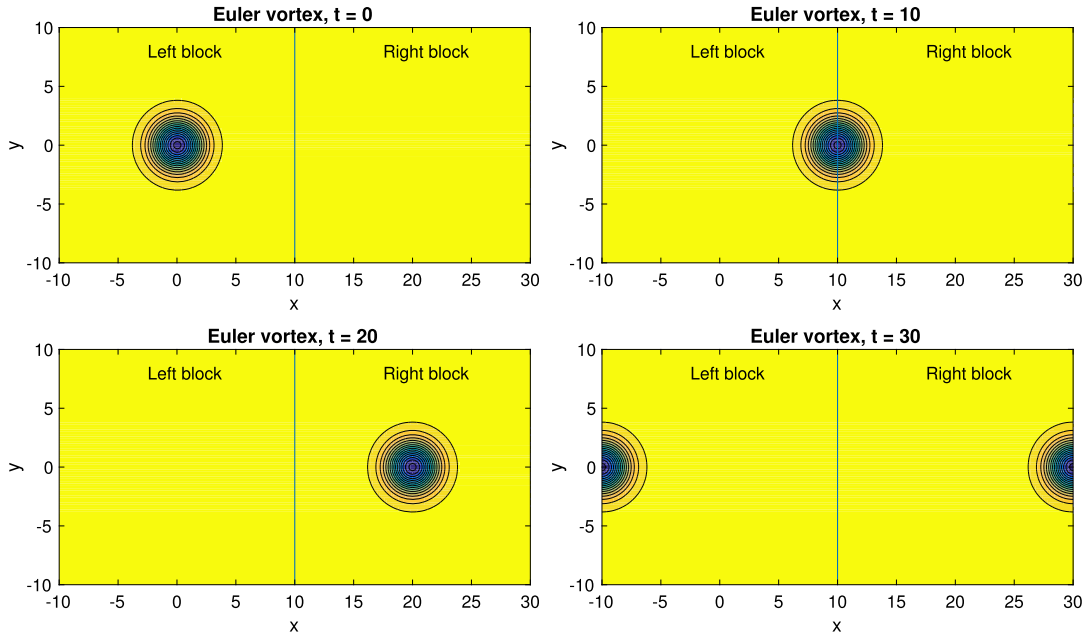 Euler vortex, t = 0
10
Left block
Right block
5
y
0
-5
-10
-10 -5 0 5 10 15 20 25 30
x
Euler vortex, t = 10
10
Left block
Right block
5
y
0
-5
-10
-10 -5 0 5 10 15 20 25 30
x
Euler vortex, t = 20
10
Left block
Right block
5
y
0
-5
-10
-10 -5 0 5 10 15 20 25 30
x
Euler vortex, t = 30
10
Left block
Right block
5
y
0
-5
-10
-10 -5 0 5 10 15 20 25 30
x